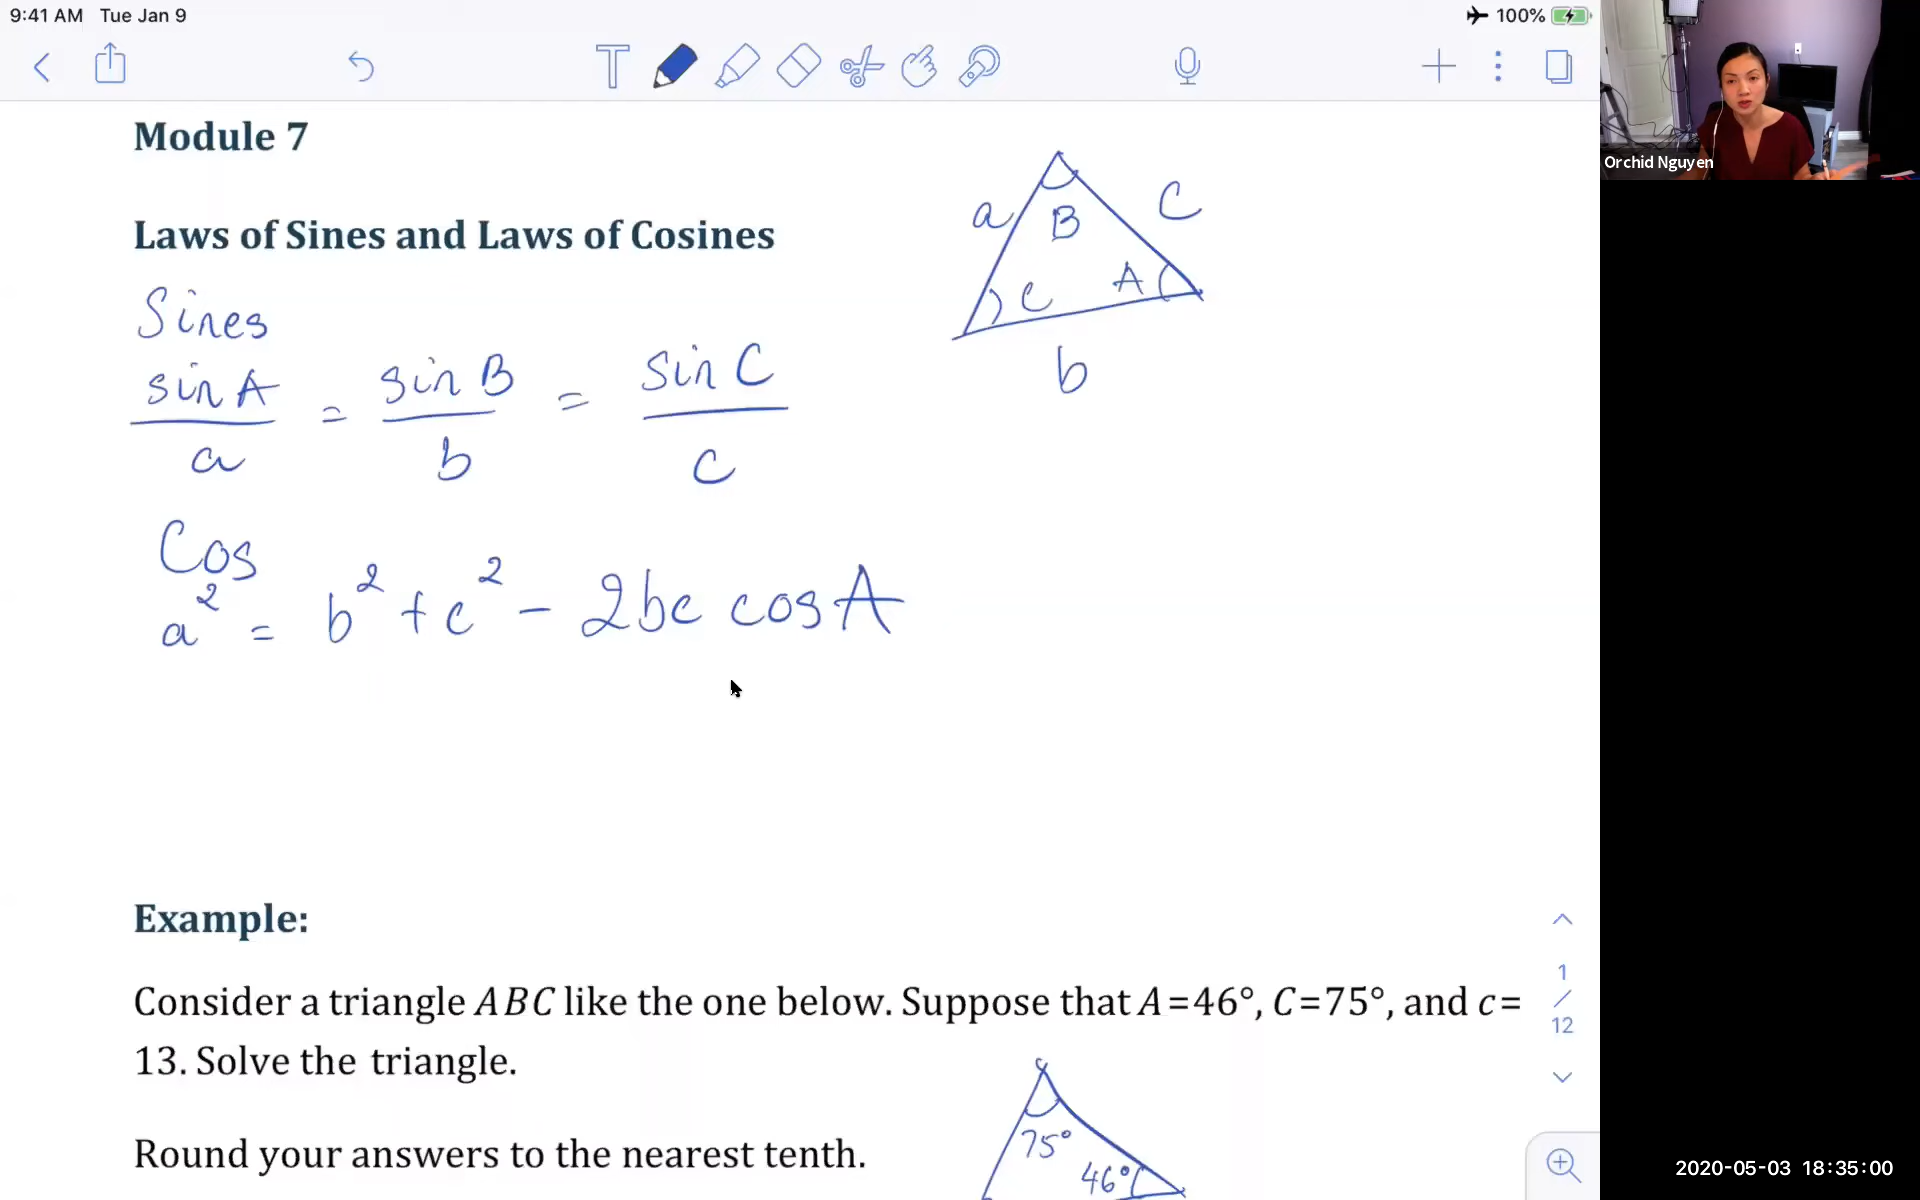 9:41 AM Tue Jan 9
100%
T
Orchid Nguyen
Module 7
Laws of Sines and Laws of Cosines
a B C
C A
b
Sines
sin A / a = sin B / b = sin C / c
Cos
a² = b² + c² - 2bc cos A
Example:
Consider a triangle ABC like the one below. Suppose that A=46°, C=75°, and c=
13. Solve the triangle.
Round your answers to the nearest tenth.
75°
46°
1
/
12
2020-05-03 18:35:00